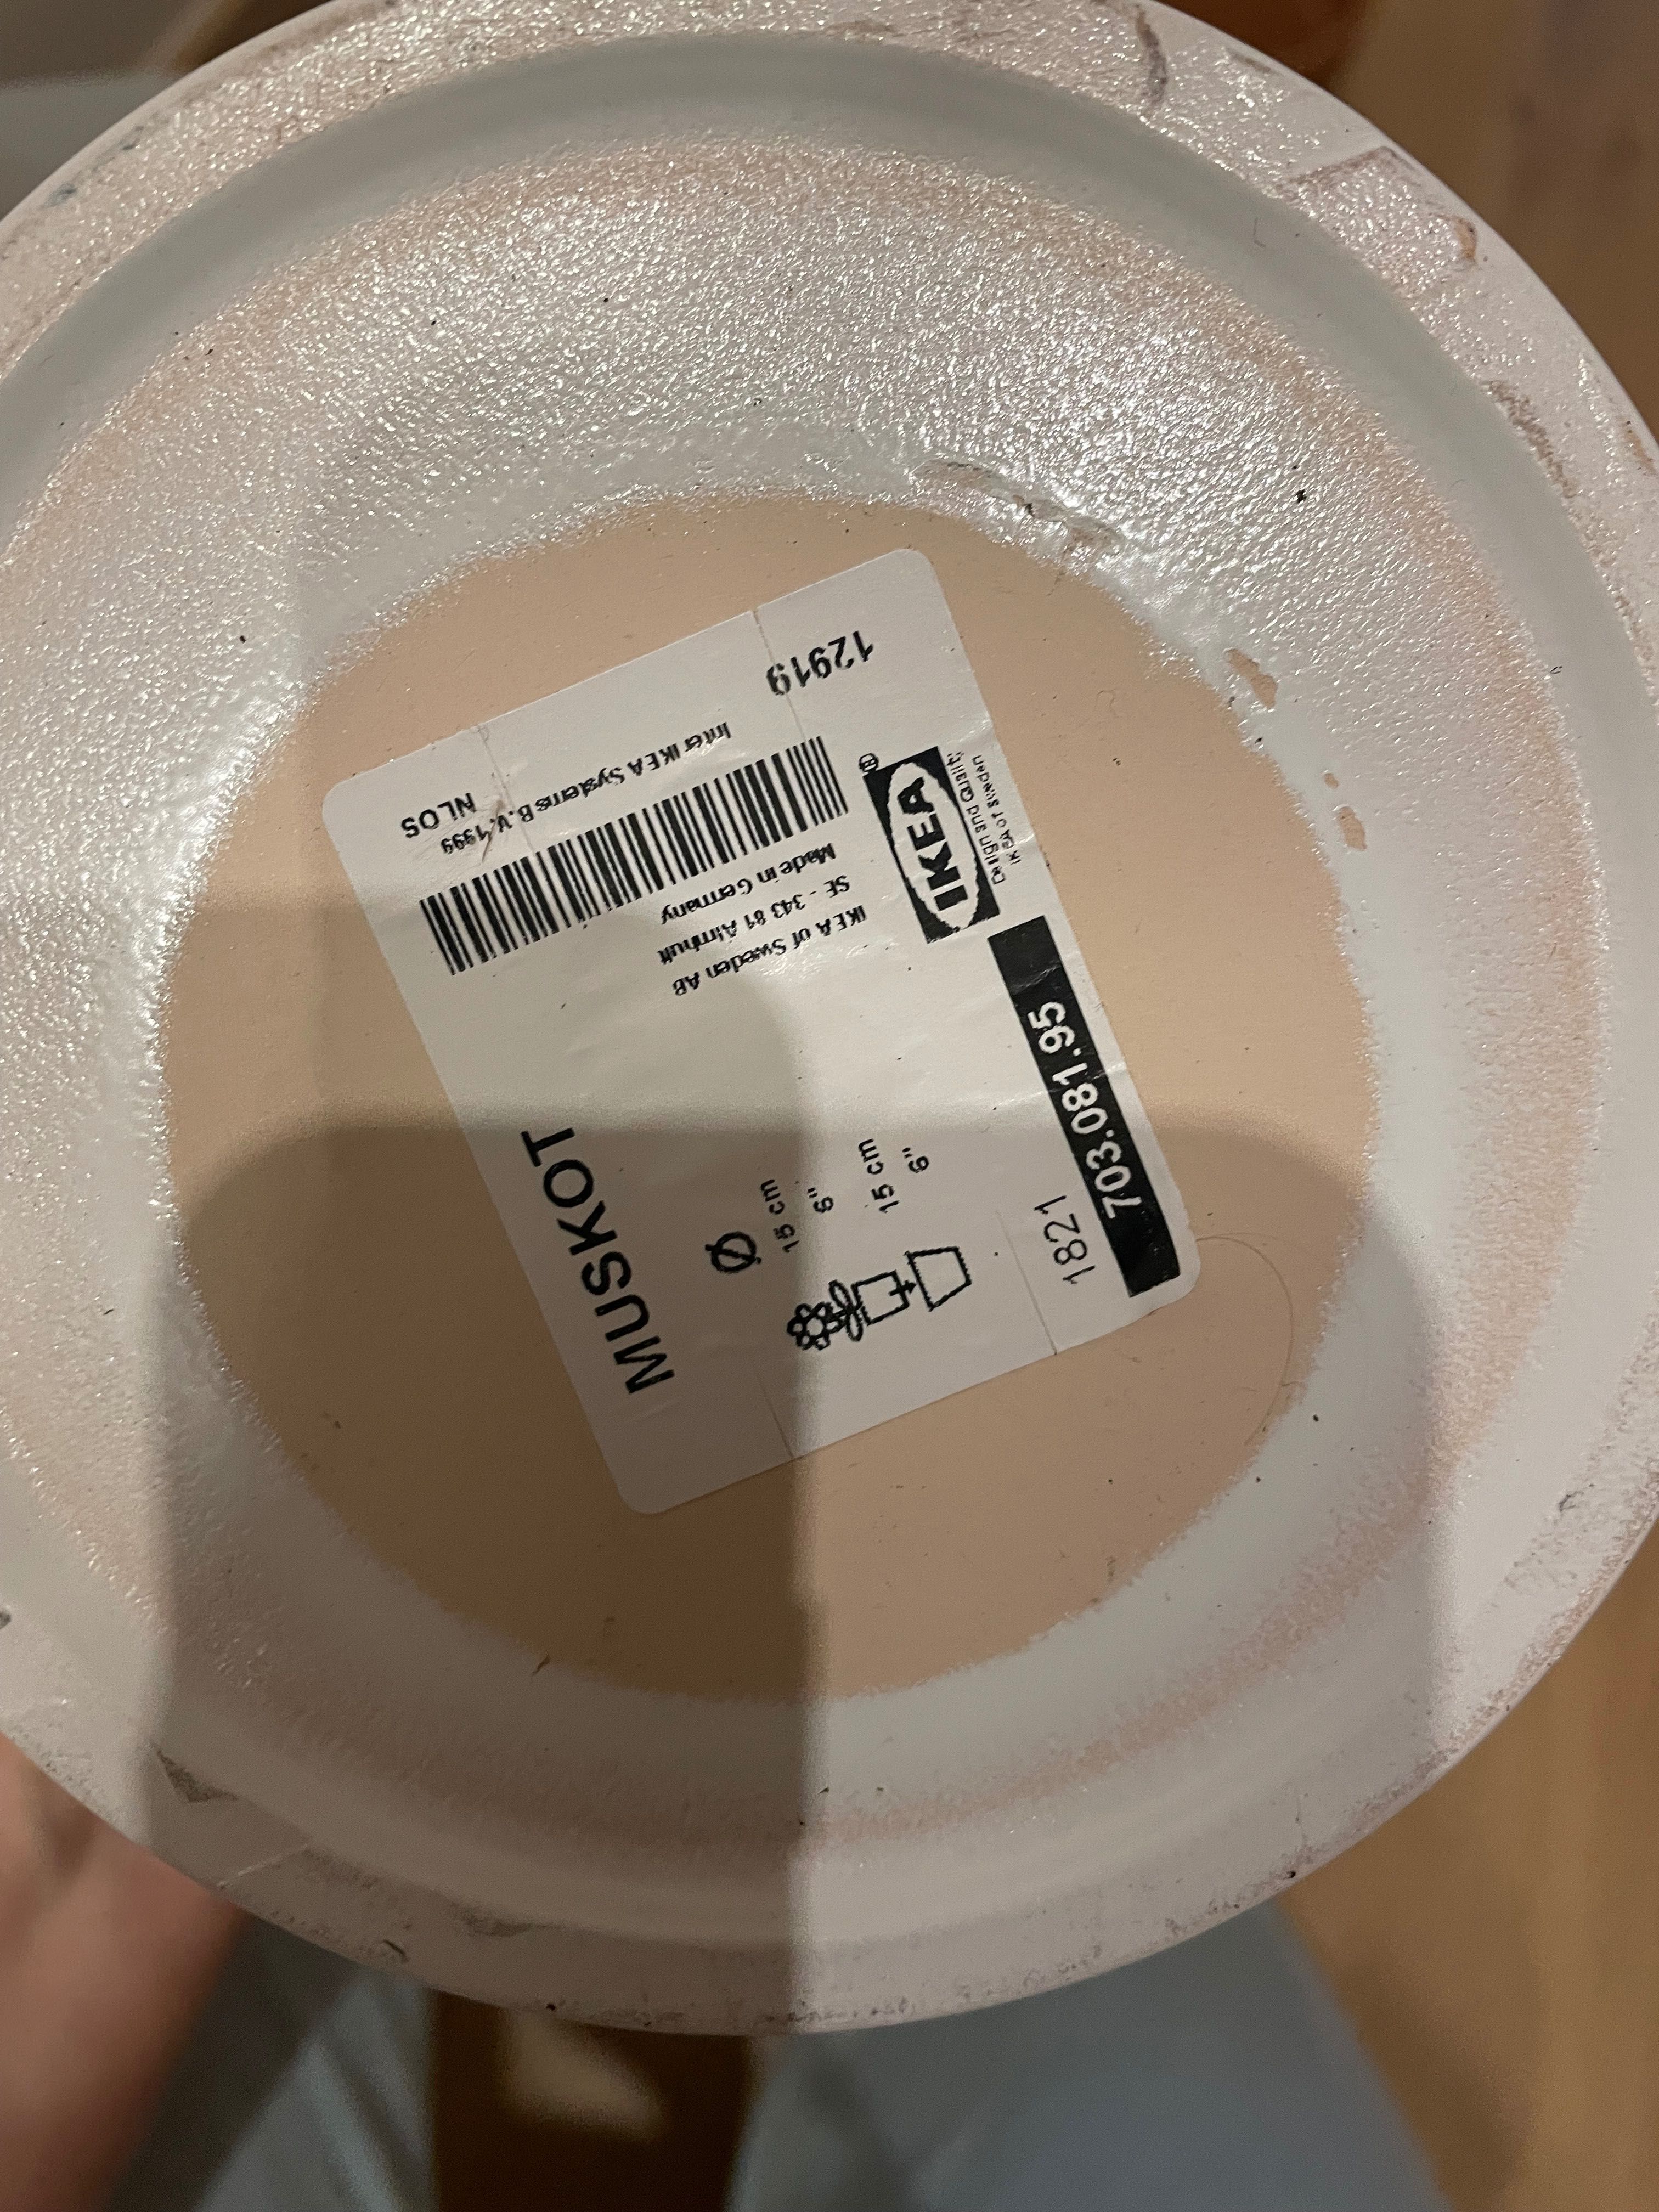 MUSKOT
Ø
15 cm
6"
15 cm
6"
1821
703.081.95
IKEA®
Design and Quality
IKEA of Sweden
IKEA of Sweden AB
SE - 343 81 Älmhult
Made in Germany
Inter IKEA Systems B.V. 1999
NLOS
12919